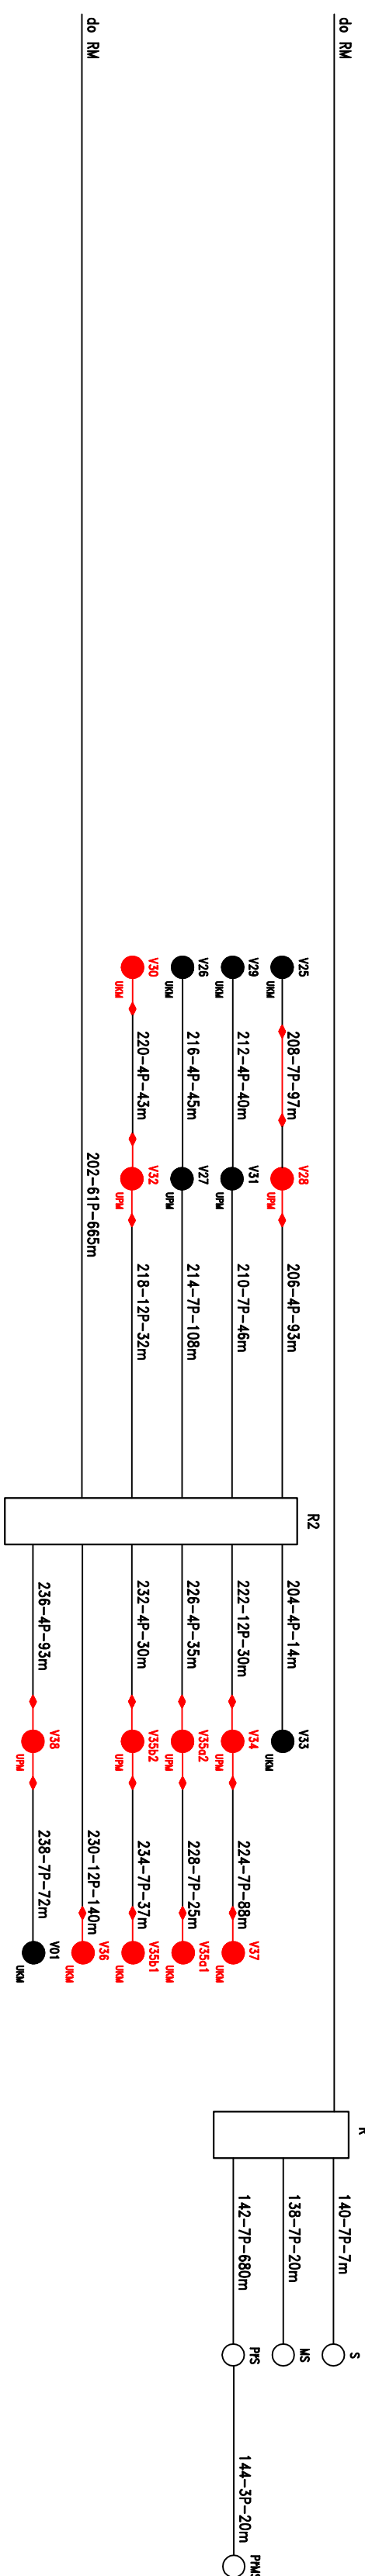 do RM
140-7P-7m
S
138-7P-20m
MS
142-7P-680m
PřS
144-3P-20m
PřMS
do RM
202-61P-665m
R2
V25
UKM
208-7P-97m
V28
UPM
206-4P-93m
V29
UKM
212-4P-40m
V31
UPM
210-7P-46m
V26
UKM
216-4P-45m
V27
UPM
214-7P-108m
V30
UKM
220-4P-43m
V32
UPM
218-12P-32m
204-4P-14m
V33
UKM
222-12P-30m
V34
UPM
224-7P-88m
V37
UKM
226-4P-35m
V35a2
UPM
228-7P-25m
V35a1
UKM
232-4P-30m
V35b2
UPM
234-7P-37m
V35b1
UKM
230-12P-140m
V36
UKM
236-4P-93m
V38
UPM
238-7P-72m
V01
UKM